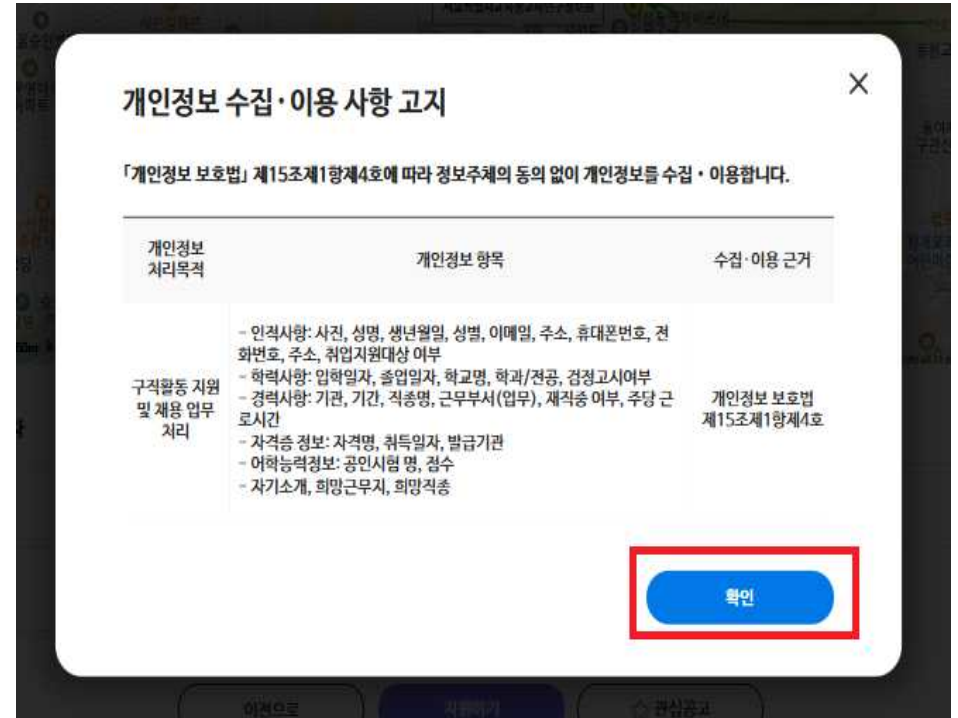 개인정보 수집·이용 사항 고지
「개인정보 보호법」 제15조제1항제4호에 따라 정보주체의 동의 없이 개인정보를 수집·이용합니다.
개인정보
처리목적
개인정보 항목
수집·이용 근거
구직활동 지원
및 채용 업무
처리
- 인적사항: 사진, 성명, 생년월일, 성별, 이메일, 주소, 휴대폰번호, 전
화번호, 주소, 취업지원대상 여부
- 학력사항: 입학일자, 졸업일자, 학교명, 학과/전공, 검정고시여부
- 경력사항: 기관, 기간, 직종명, 근무부서(업무), 재직중 여부, 주당 근
로시간
- 자격증 정보: 자격명, 취득일자, 발급기관
- 어학능력정보: 공인시험 명, 점수
- 자기소개, 희망근무지, 희망직종
개인정보 보호법
제15조제1항제4호
확인
이전으로
지원하기
☆ 관심공고